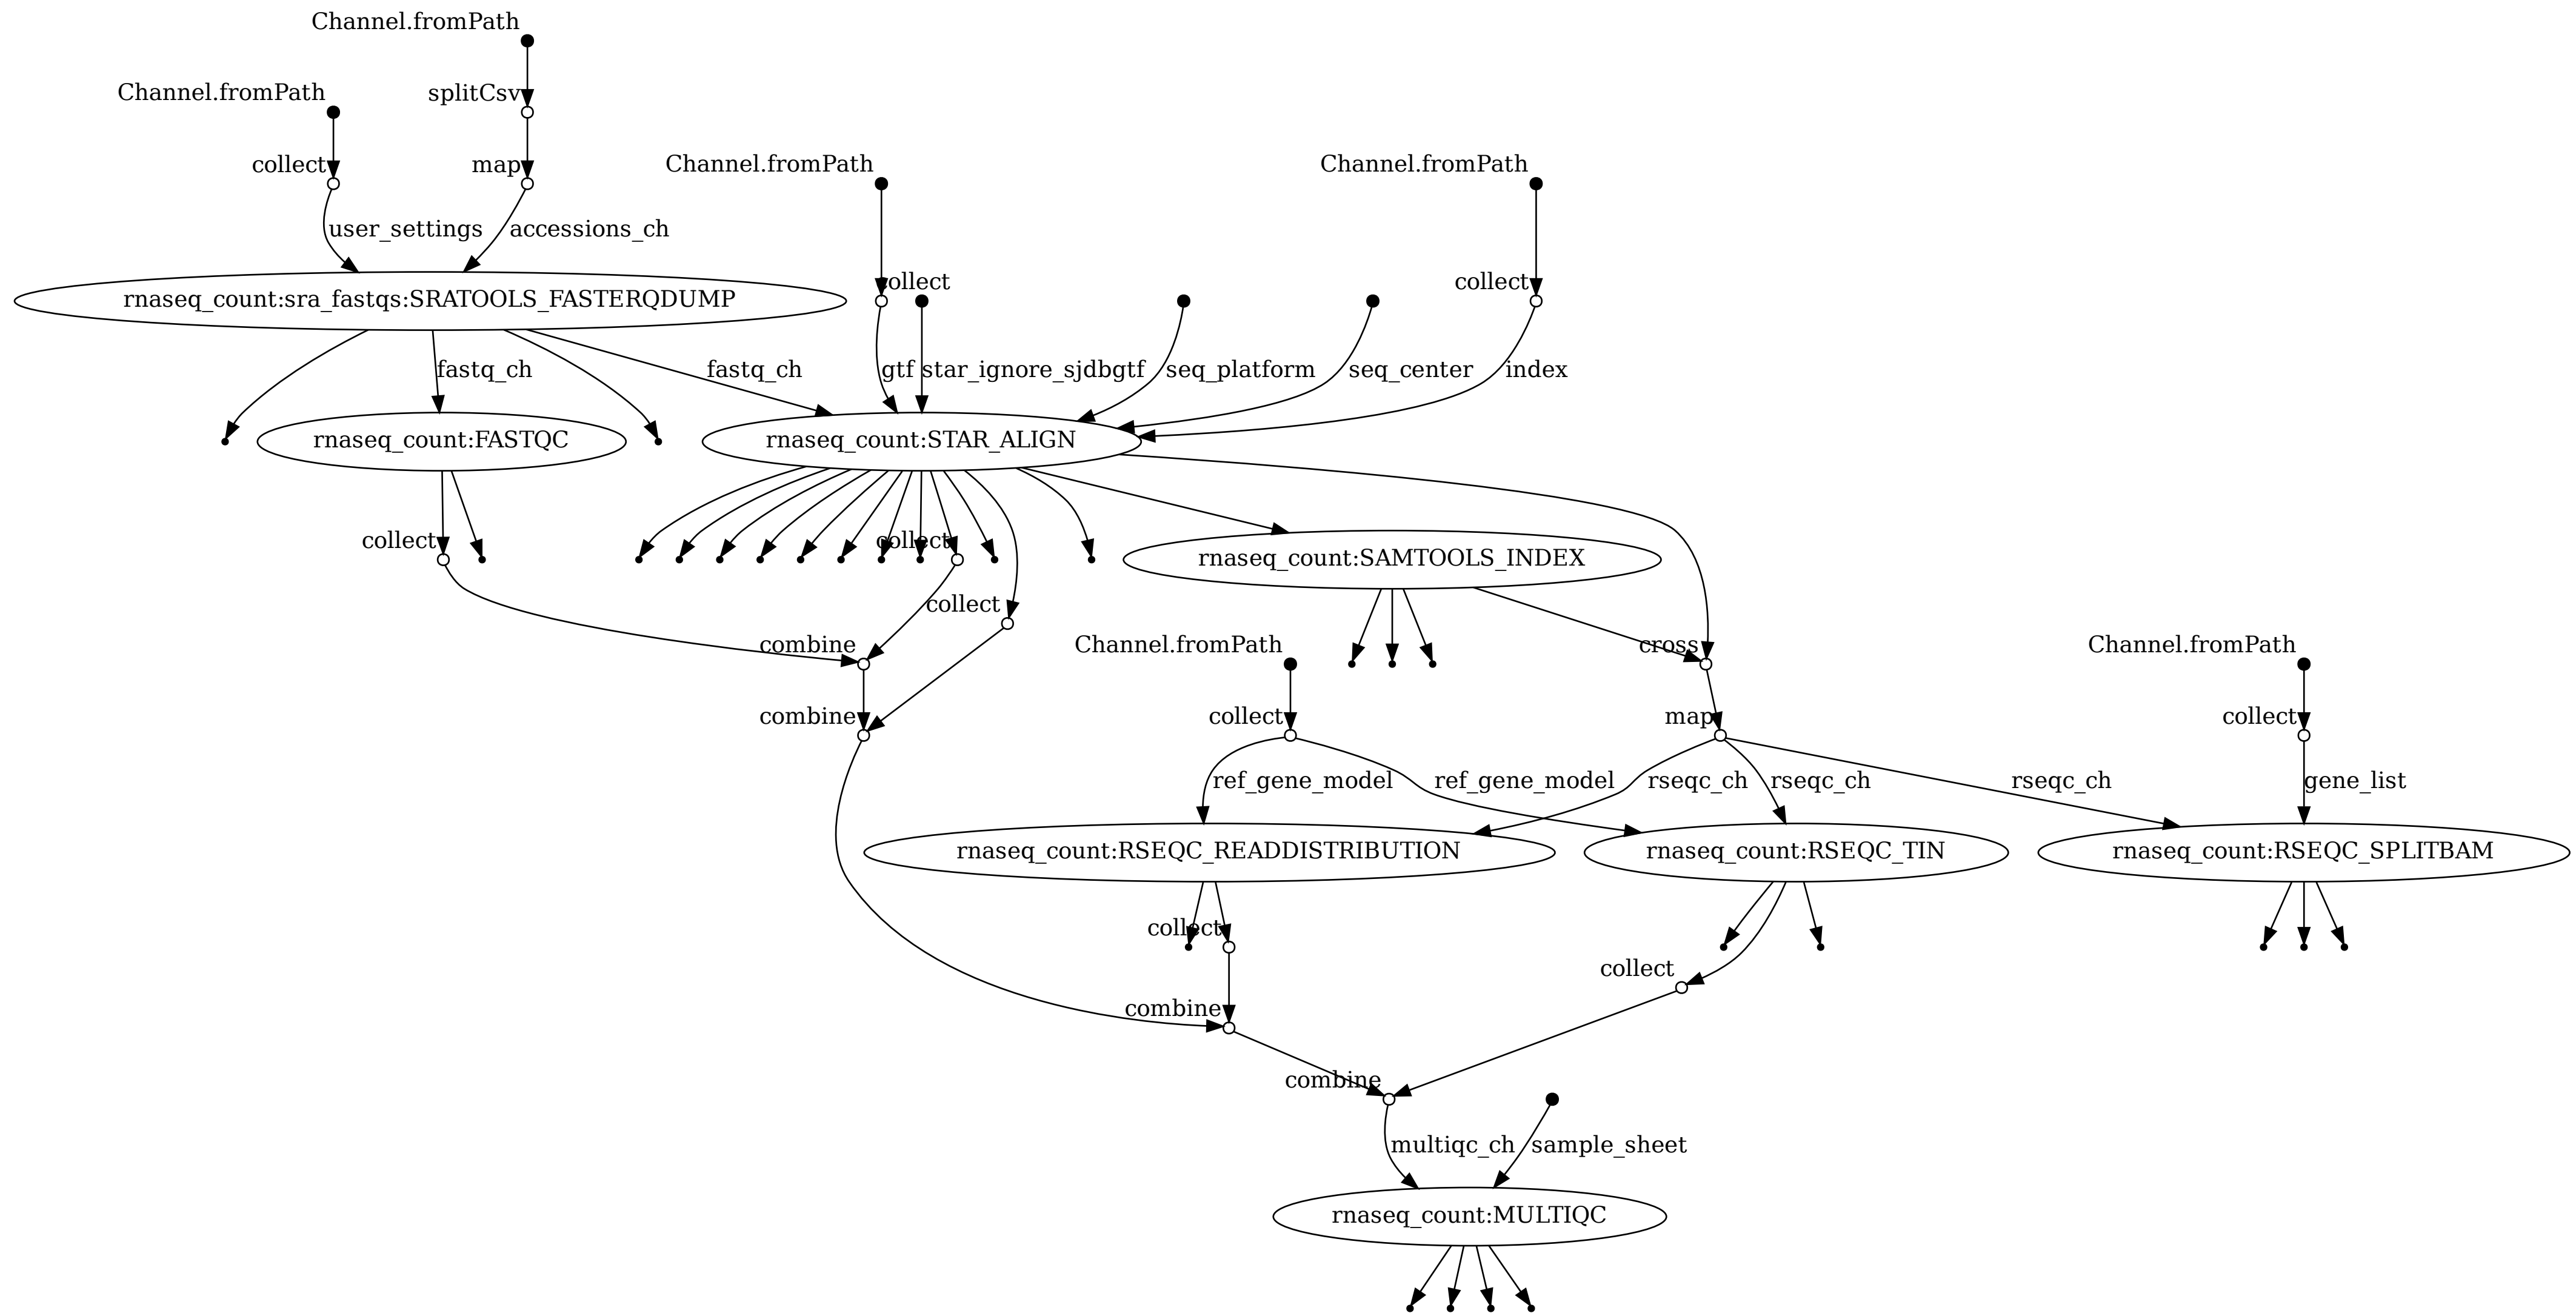 Channel.fromPath
Channel.fromPath
splitCsv
collect
map
Channel.fromPath
Channel.fromPath
user_settings
accessions_ch
collect
collect
rnaseq_count:sra_fastqs:SRATOOLS_FASTERQDUMP
fastq_ch
fastq_ch
gtf
star_ignore_sjdbgtf
seq_platform
seq_center
index
rnaseq_count:FASTQC
rnaseq_count:STAR_ALIGN
collect
collect
rnaseq_count:SAMTOOLS_INDEX
collect
combine
Channel.fromPath
cross
Channel.fromPath
combine
collect
map
collect
ref_gene_model
ref_gene_model
rseqc_ch
rseqc_ch
rseqc_ch
gene_list
rnaseq_count:RSEQC_READDISTRIBUTION
rnaseq_count:RSEQC_TIN
rnaseq_count:RSEQC_SPLITBAM
collect
collect
combine
combine
multiqc_ch
sample_sheet
rnaseq_count:MULTIQC